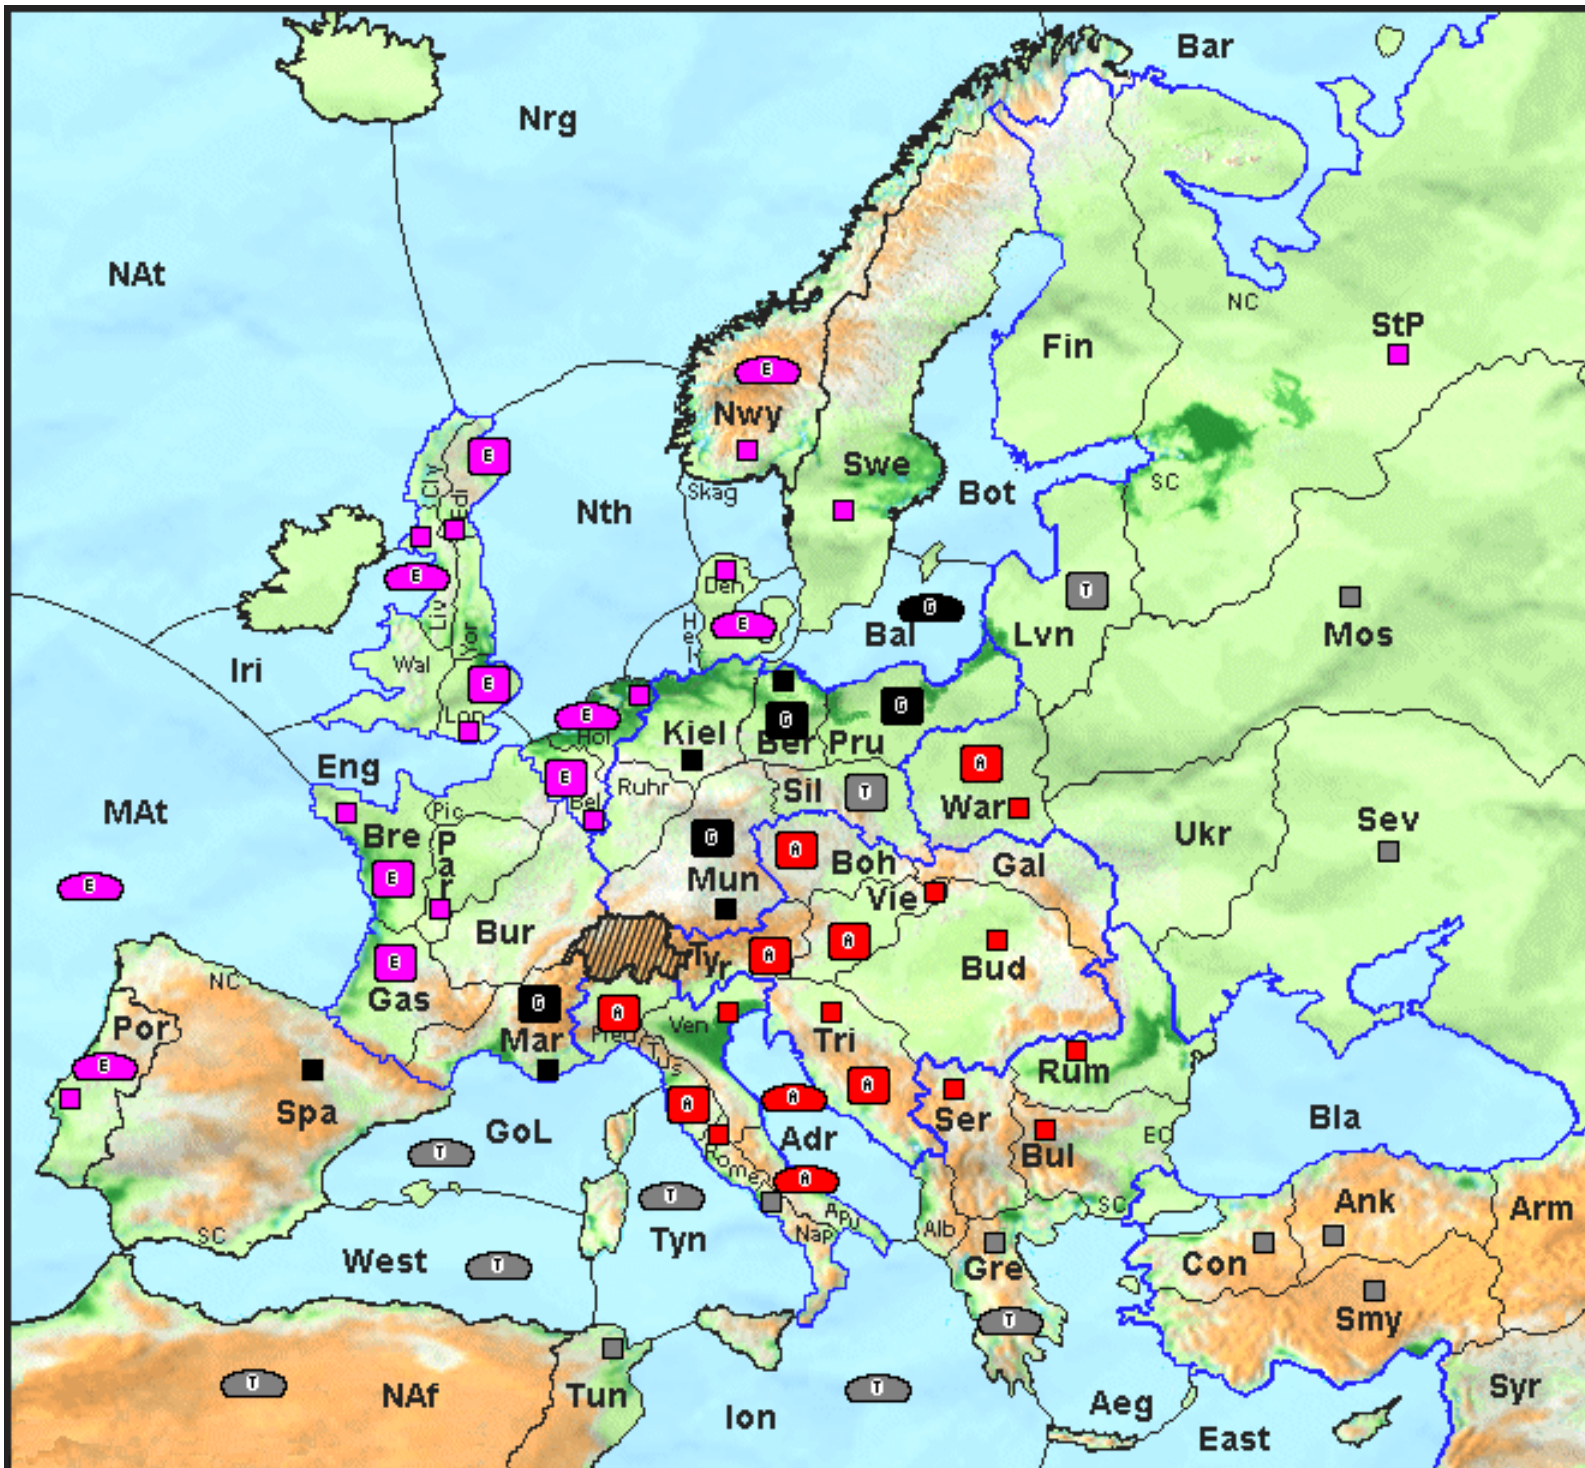 Bar
Nrg
NAt
NC
StP
Fin
E
Nwy
E
Swe
Cly
Edl
SC
Skag
Bot
Nth
E
Den
T
G
Liv
Yor
E
Hel
Bal
Lvn
Mos
Wal
Iri
E
Lon
E
Hol
Kiel
G
Ber
G
Pru
A
War
Eng
E
Bel
Ruhr
Sil
T
MAt
Pic
Bre
Par
G
Mun
A
Boh
Gal
Ukr
Sev
E
E
Vie
Bur
Tyr
A
A
Bud
E
Gas
NC
Por
G
Mar
A
Pied
Ven
Tri
Tus
E
Spa
A
A
A
Ser
Rum
Bla
GoL
Adr
Bul
EC
T
Rome
A
T
Apu
Nap
Alb
SC
Ank
Arm
SC
West
T
Tyn
Gre
Con
T
Smy
T
NAf
Tun
T
Ion
Aeg
East
Syr